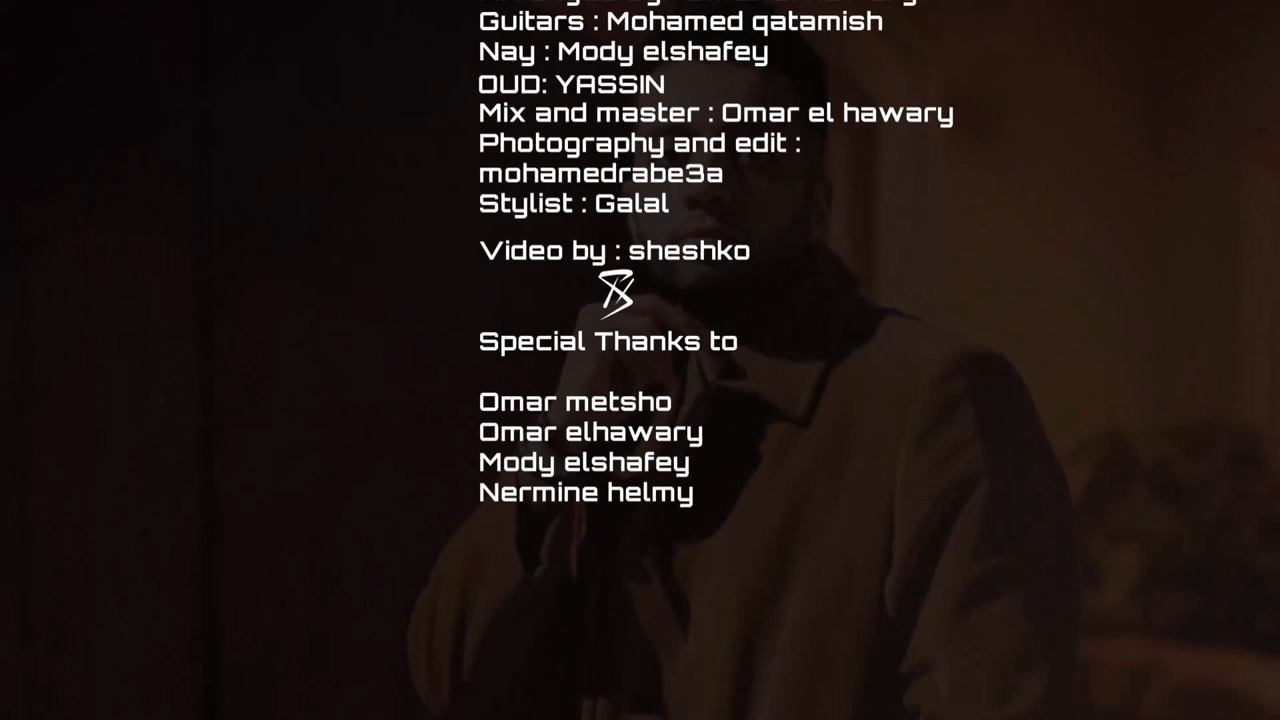 Guitars : Mohamed qatamish
Nay : Mody elshafey
OUD: YASSIN
Mix and master : Omar el hawary
Photography and edit :
mohamedrabe3a
Stylist : Galal
Video by : sheshko
Special Thanks to
Omar metsho
Omar elhawary
Mody elshafey
Nermine helmy